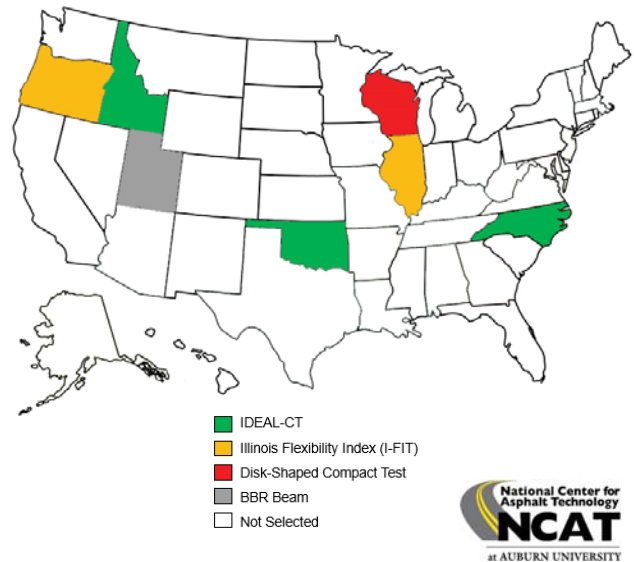 IDEAL-CT
Illinois Flexibility Index (I-FIT)
Disk-Shaped Compact Test
BBR Beam
Not Selected
National Center for
Asphalt Technology
NCAT
at AUBURN UNIVERSITY